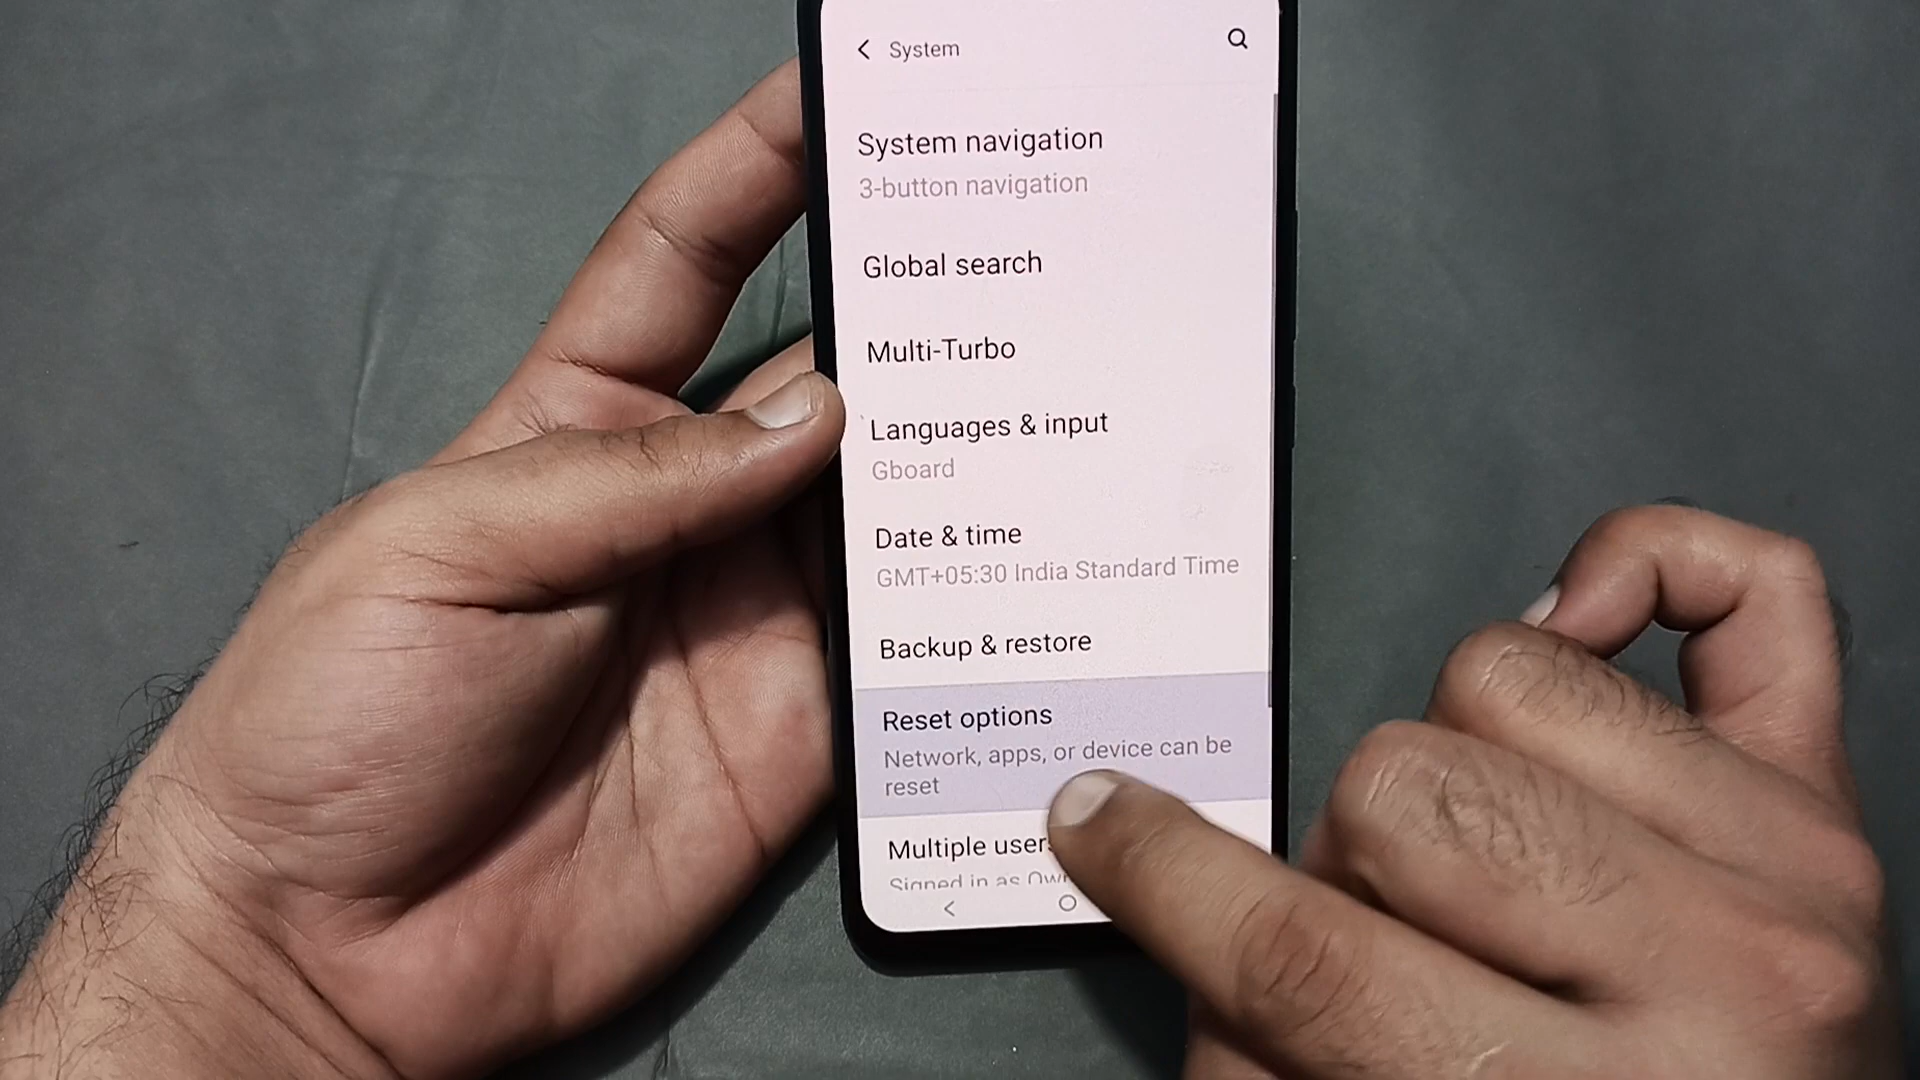 System
System navigation
3-button navigation
Global search
Multi-Turbo
Languages & input
Gboard
Date & time
GMT+05:30 India Standard Time
Backup & restore
Reset options
Network, apps, or device can be
reset
Multiple users
Signed in as